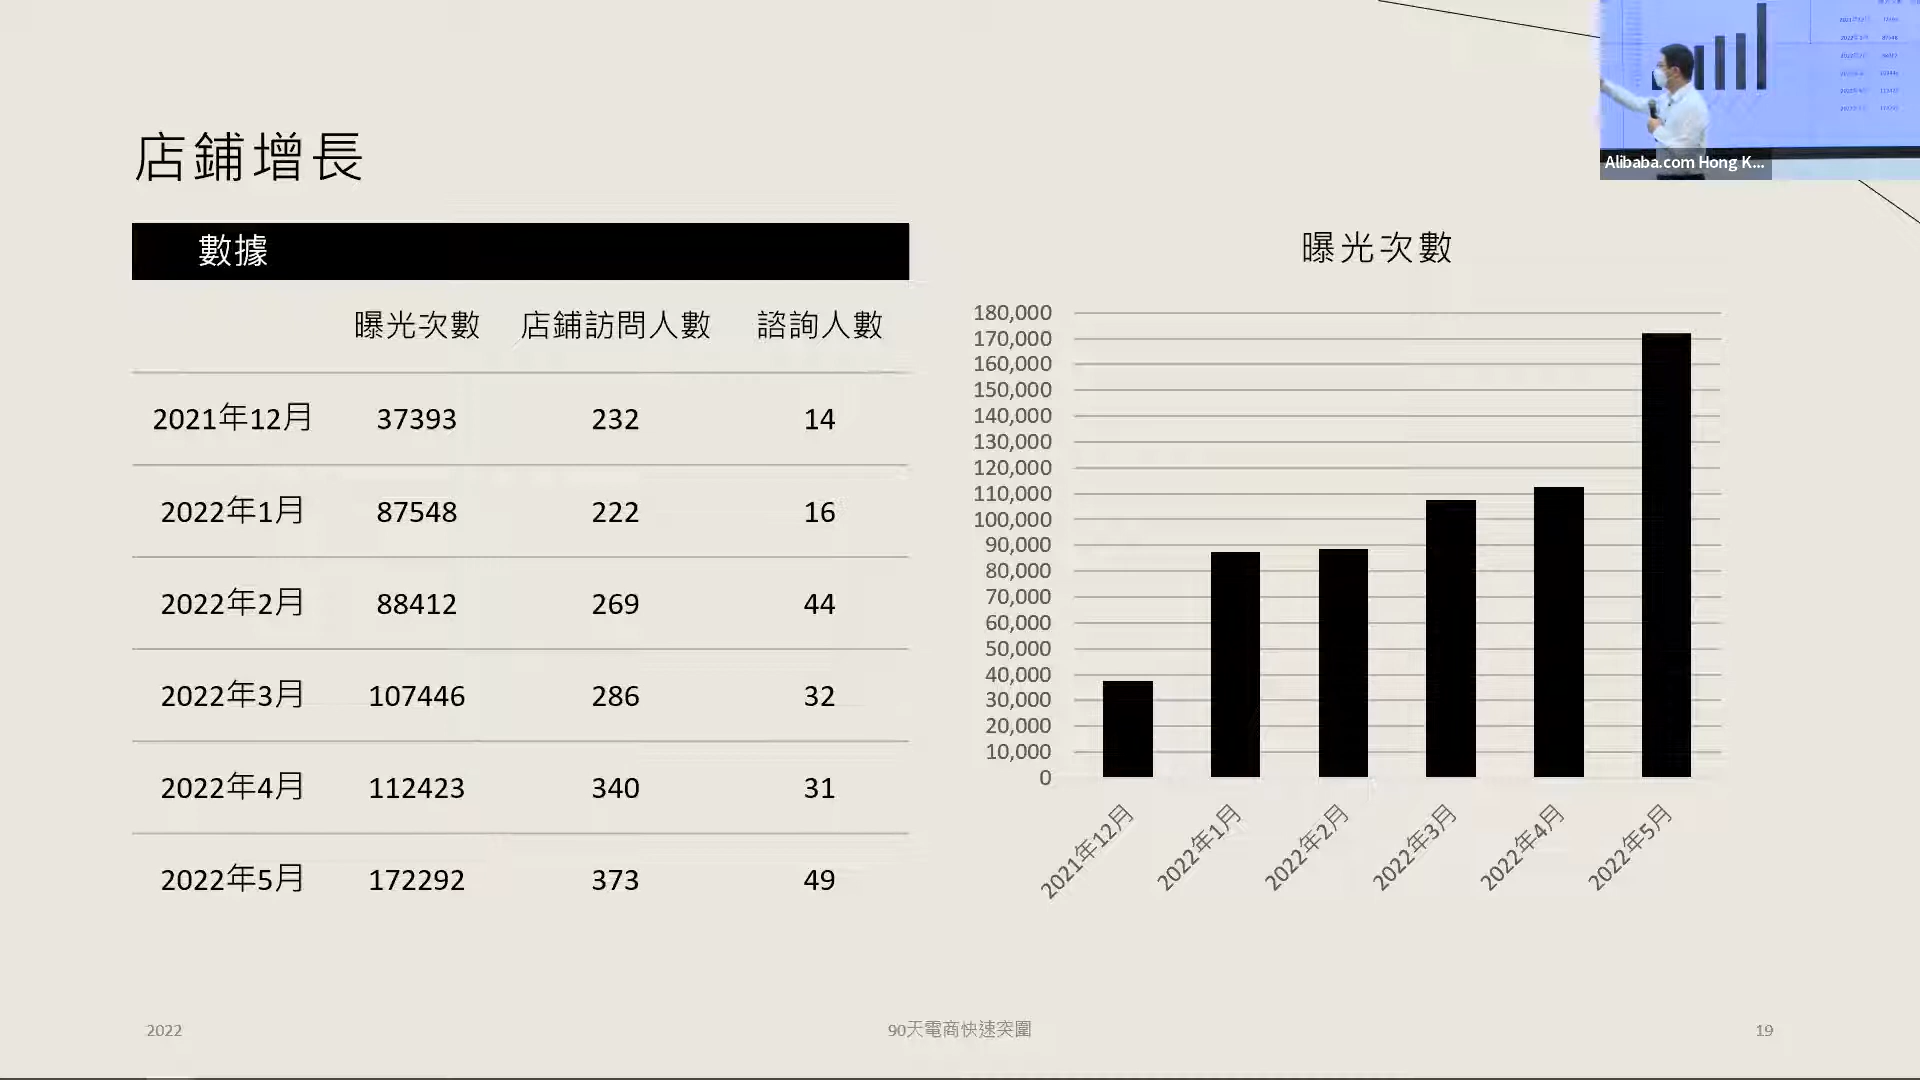 店鋪增長
數據
曝光次數 店鋪訪問人數 諮詢人數
2021年12月 37393 232 14
2022年1月 87548 222 16
2022年2月 88412 269 44
2022年3月 107446 286 32
2022年4月 112423 340 31
2022年5月 172292 373 49
曝光次數
180,000
170,000
160,000
150,000
140,000
130,000
120,000
110,000
100,000
90,000
80,000
70,000
60,000
50,000
40,000
30,000
20,000
10,000
0
2021年12月
2022年1月
2022年2月
2022年3月
2022年4月
2022年5月
Alibaba.com Hong K...
2022
90天電商快速突圍
19